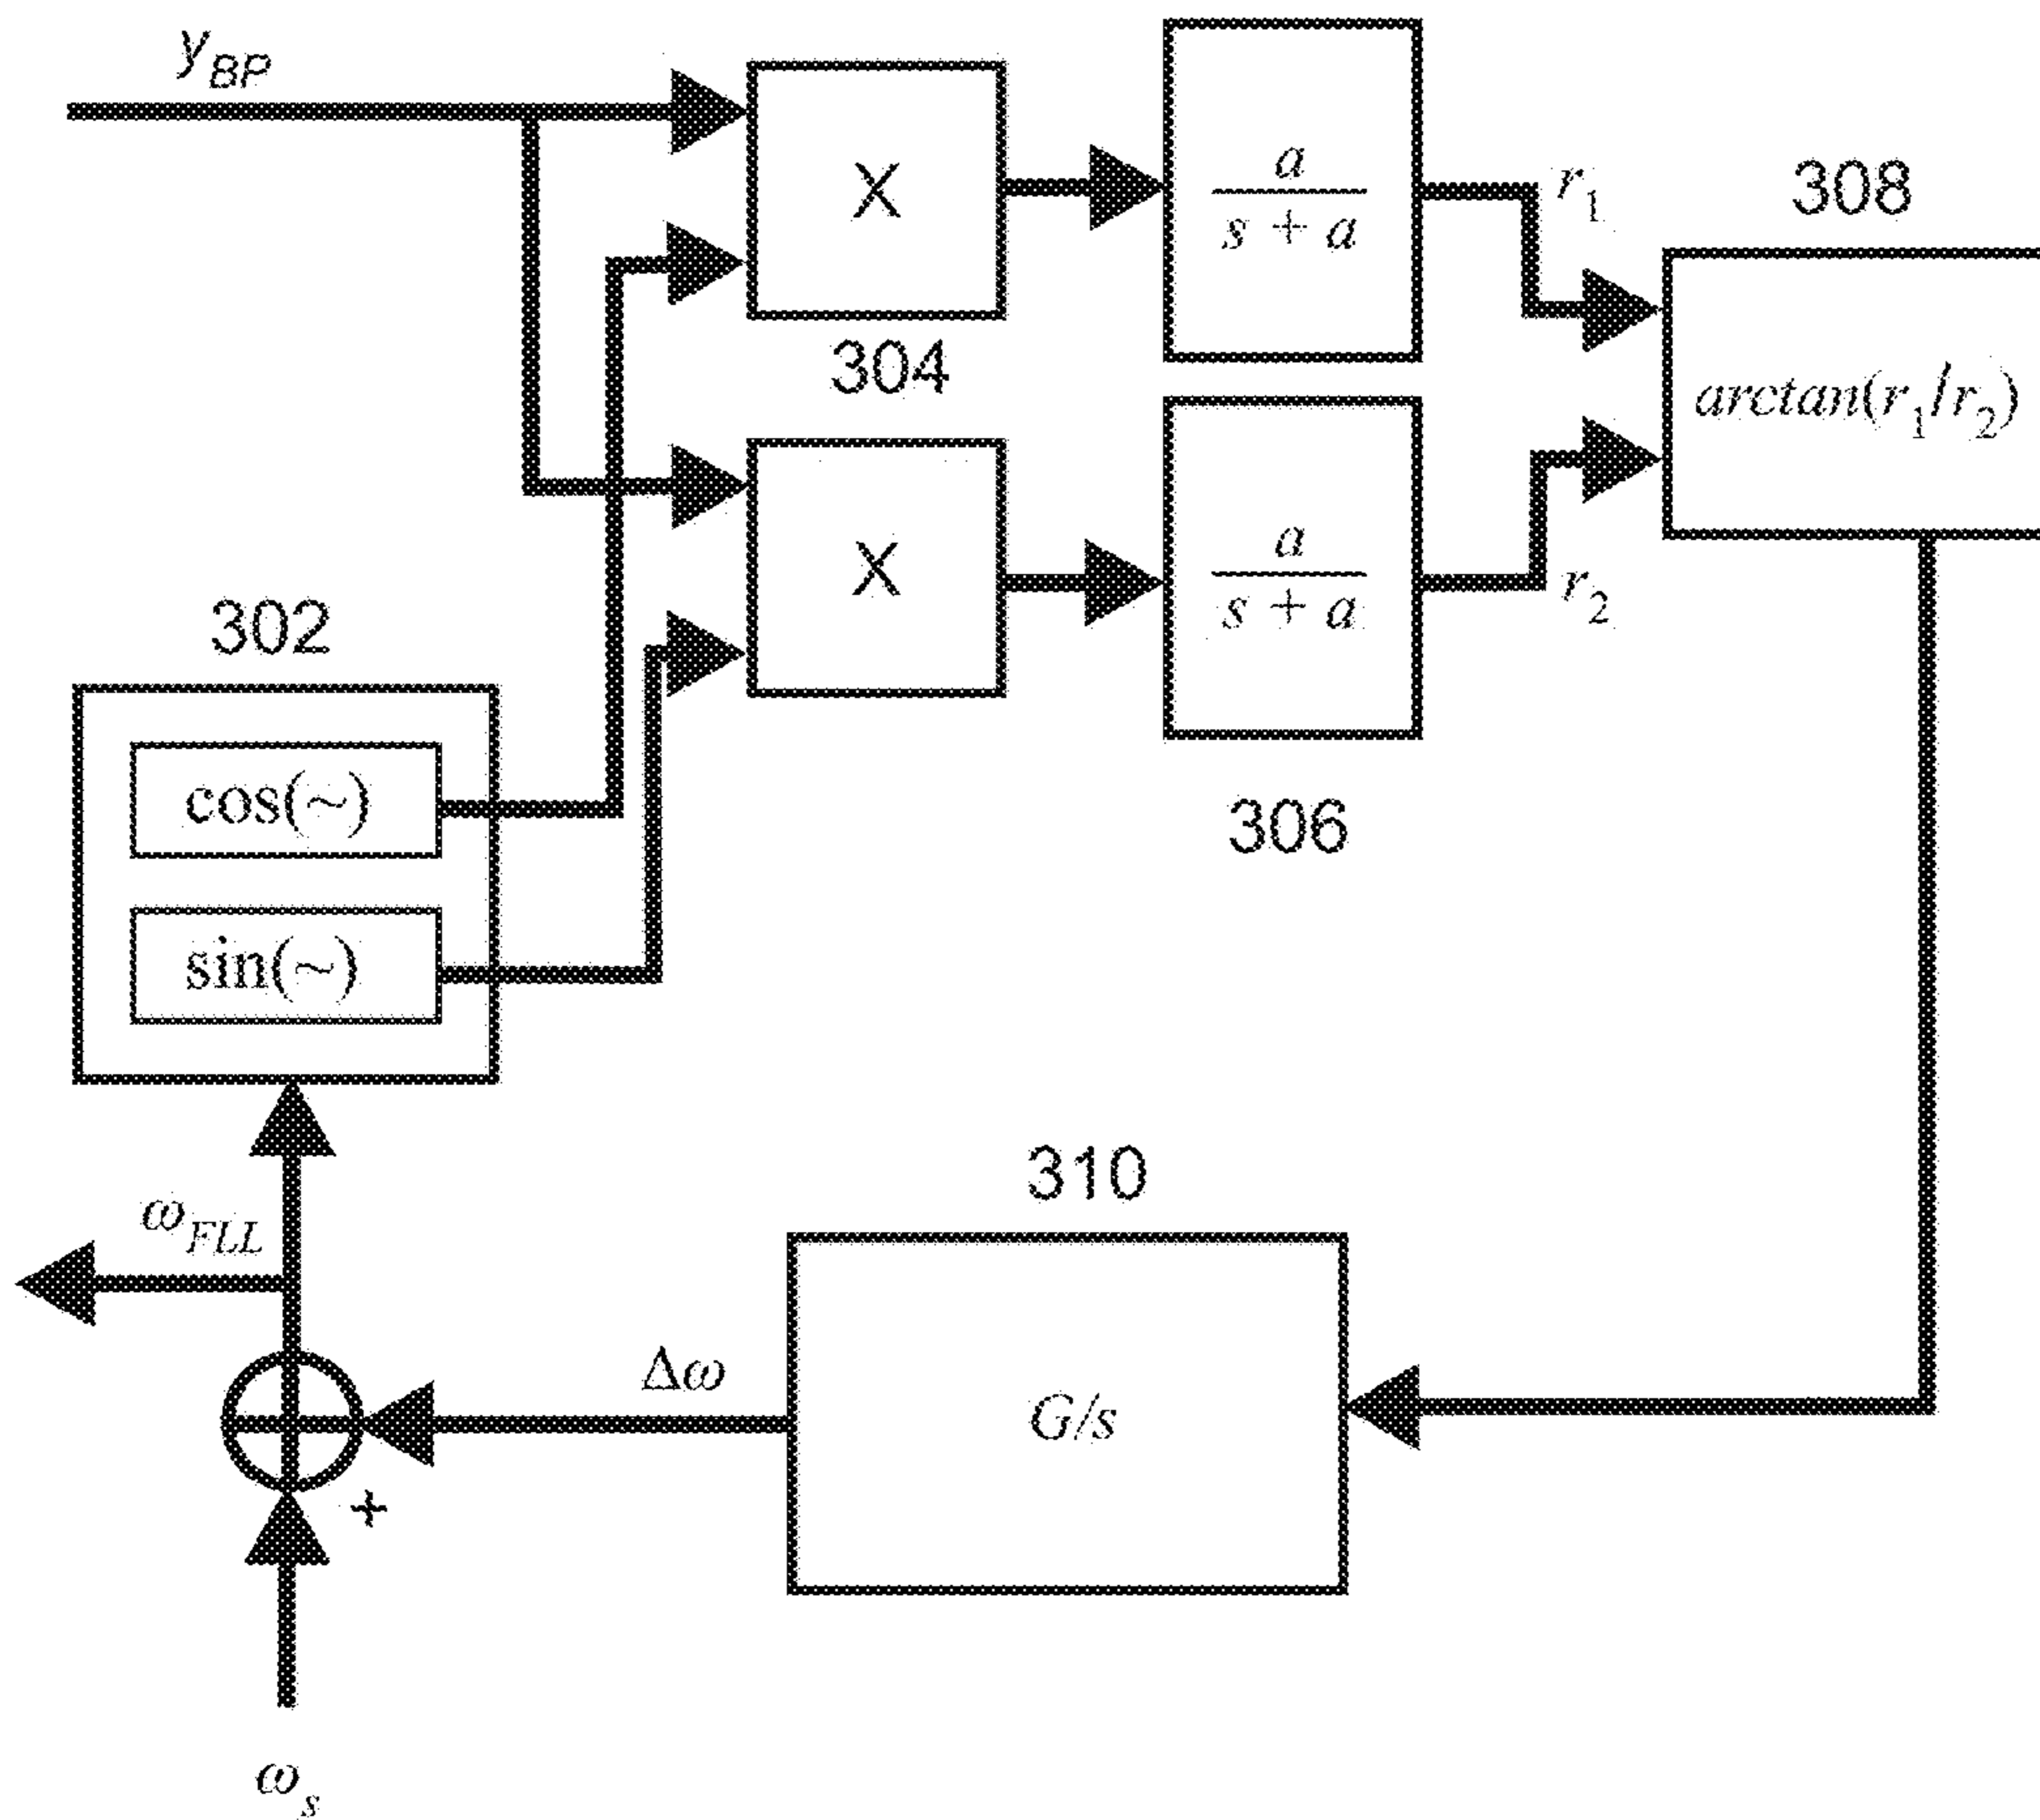 y_BP
X
a
s + a
r_1
308
304
arctan(r_1/r_2)
X
a
s + a
r_2
302
cos(~)
306
sin(~)
310
ω_FLL
Δω
G/s
+
ω_s